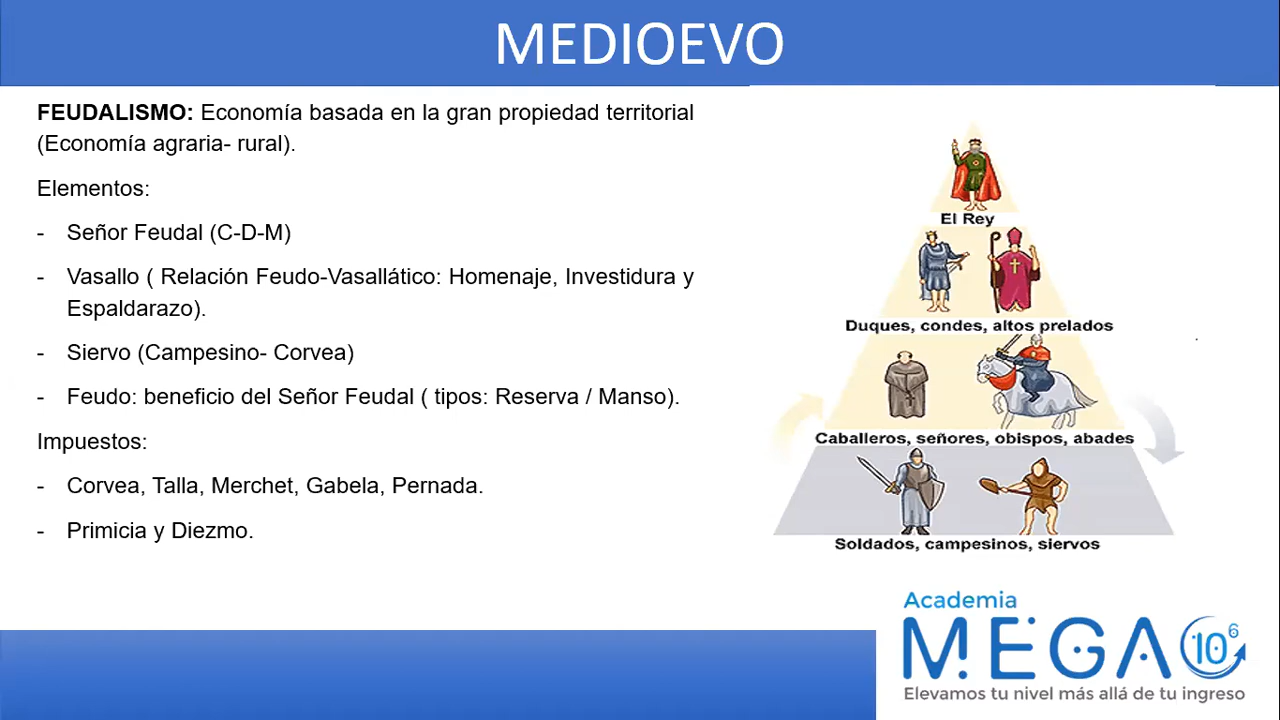 MEDIOEVO
FEUDALISMO: Economía basada en la gran propiedad territorial
(Economía agraria- rural).
Elementos:
- Señor Feudal (C-D-M)
- Vasallo ( Relación Feudo-Vasallático: Homenaje, Investidura y
Espaldarazo).
- Siervo (Campesino- Corvea)
- Feudo: beneficio del Señor Feudal ( tipos: Reserva / Manso).
Impuestos:
- Corvea, Talla, Merchet, Gabela, Pernada.
- Primicia y Diezmo.
El Rey
Duques, condes, altos prelados
Caballeros, señores, obispos, abades
Soldados, campesinos, siervos
Academia
MEGA 10⁶
Elevamos tu nivel más allá de tu ingreso